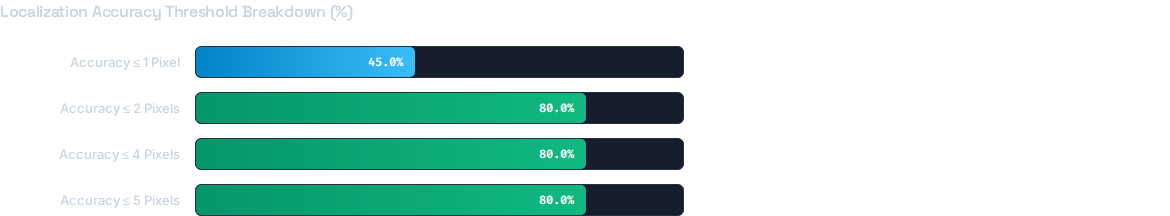 Localization Accuracy Threshold Breakdown (%)
Accuracy ≤ 1 Pixel 45.0%
Accuracy ≤ 2 Pixels 80.0%
Accuracy ≤ 4 Pixels 80.0%
Accuracy ≤ 5 Pixels 80.0%